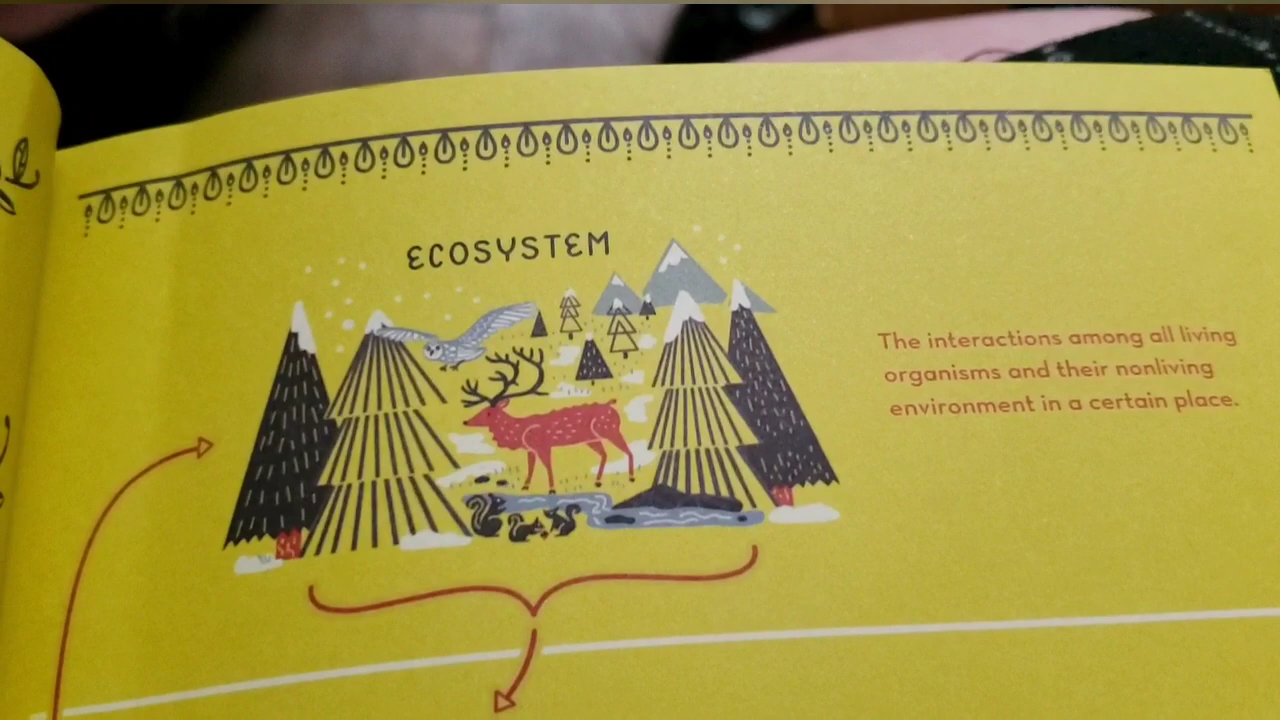 ECOSYSTEM
The interactions among all living
organisms and their nonliving
environment in a certain place.